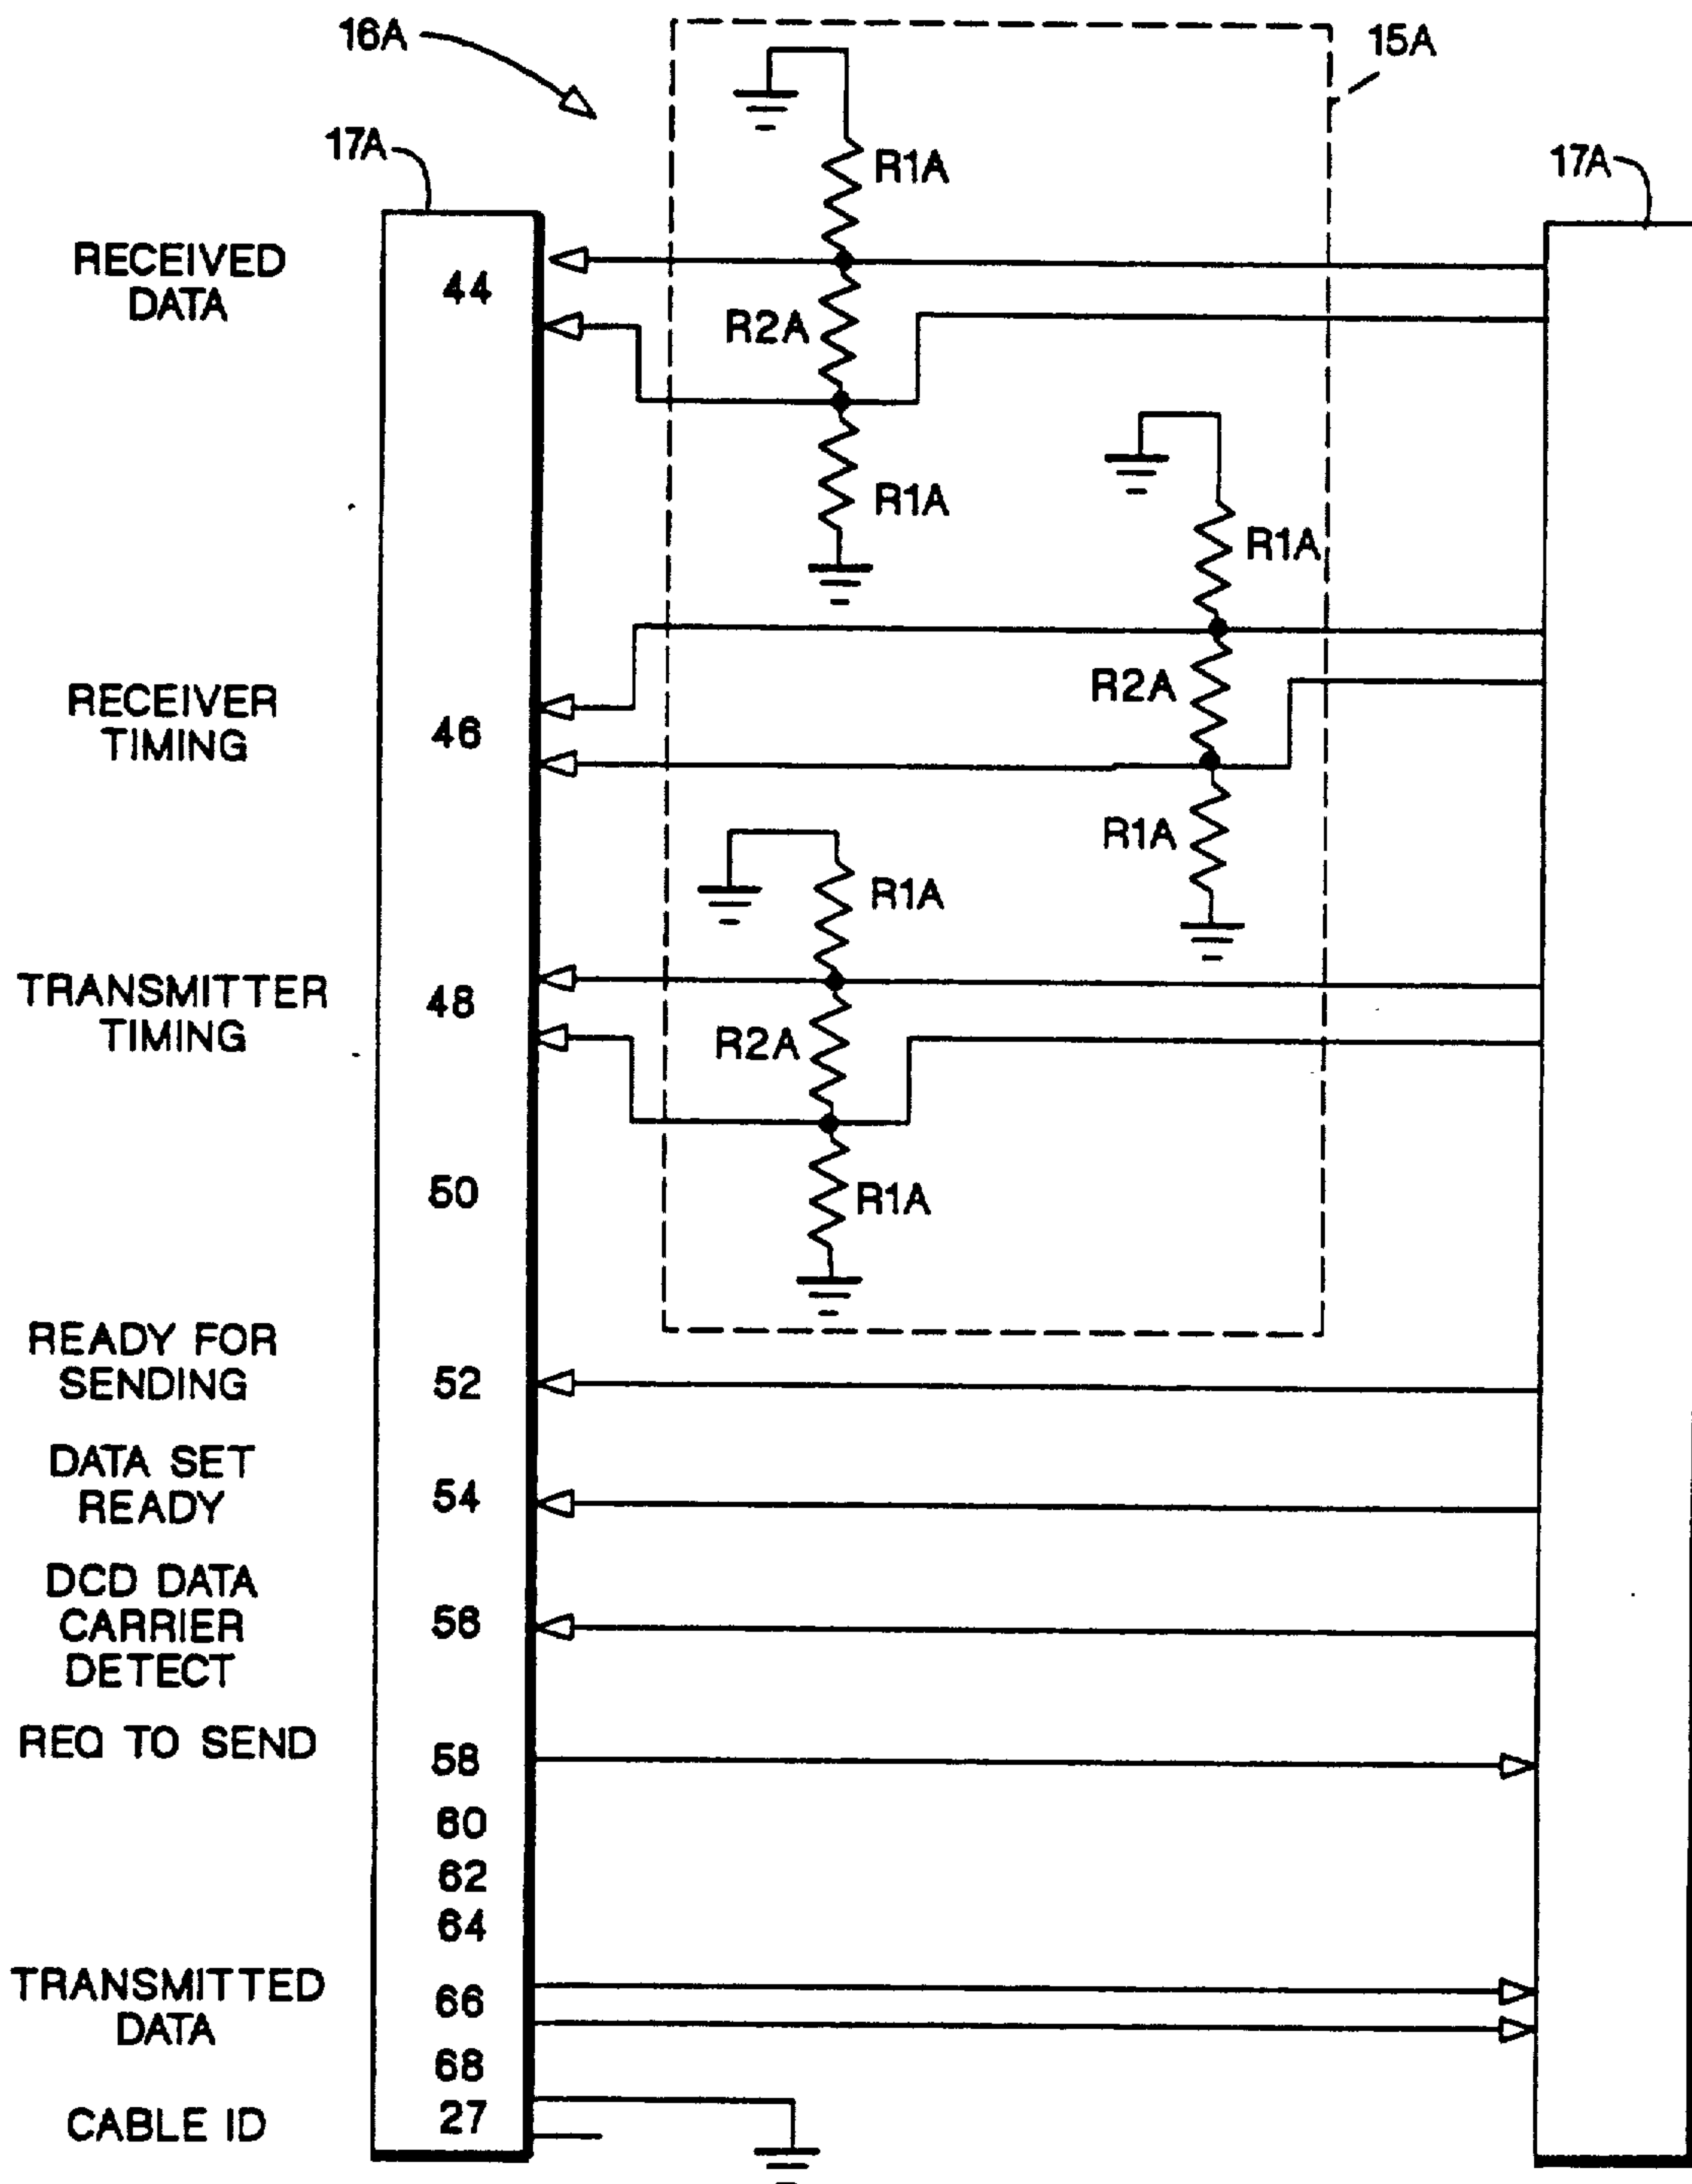 16A
15A
17A
17A
R1A
RECEIVED
DATA
44
R2A
R1A
R1A
RECEIVER
TIMING
46
R2A
R1A
R1A
TRANSMITTER
TIMING
48
R2A
50
R1A
READY FOR
SENDING
52
DATA SET
READY
54
DCD DATA
CARRIER
DETECT
56
REQ TO SEND
58
60
62
64
TRANSMITTED
DATA
66
68
CABLE ID
27